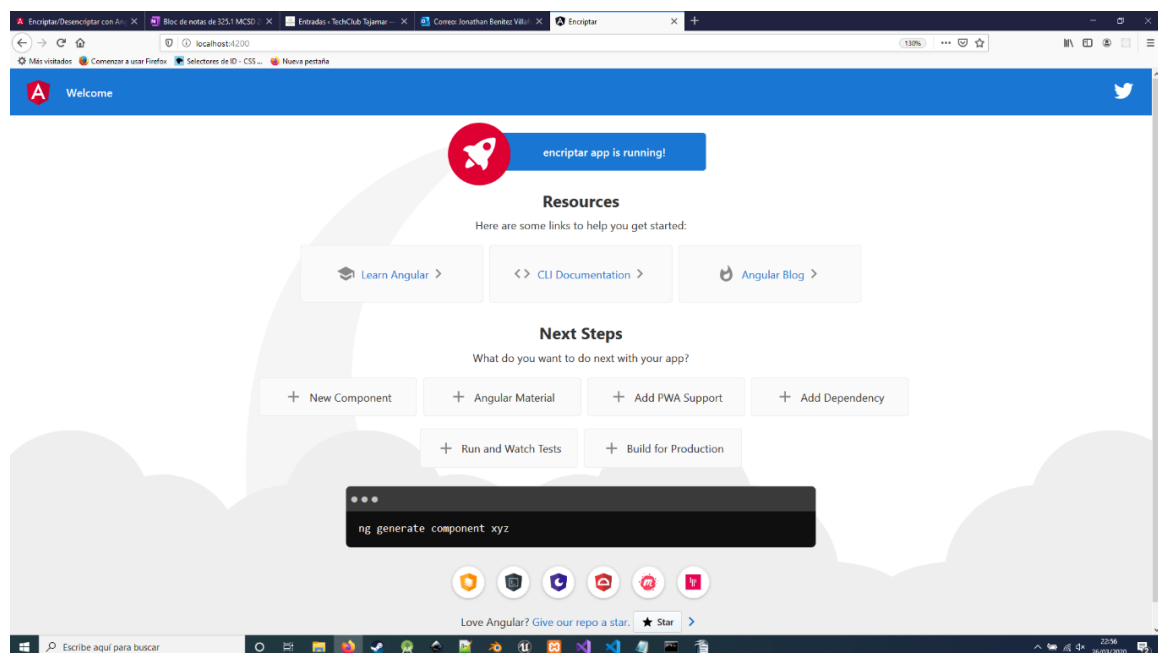 Encriptar/Desencriptar con An
Bloc de notas de 325.1 MCSD 2
Entradas ‹ TechClub Tajamar —
Correo: Jonathan Benitez Villaf
Encriptar
localhost:4200
130%
Más visitados
Comenzar a usar Firefox
Selectores de ID - CSS ...
Nueva pestaña
Welcome
encriptar app is running!
Resources
Here are some links to help you get started:
Learn Angular
CLI Documentation
Angular Blog
Next Steps
What do you want to do next with your app?
New Component
Angular Material
Add PWA Support
Add Dependency
Run and Watch Tests
Build for Production
ng generate component xyz
Love Angular? Give our repo a star.
Star
Escribe aquí para buscar
22:56
26/03/2020